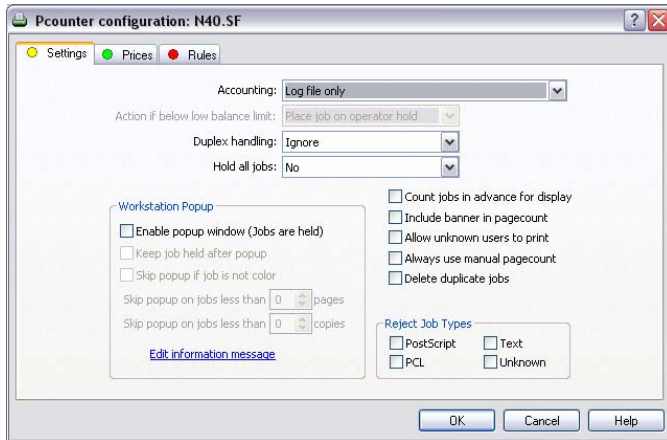 Pcounter configuration: N40.SF
Settings Prices Rules
Accounting: Log file only
Action if below low balance limit: Place job on operator hold
Duplex handling: Ignore
Hold all jobs: No
Workstation Popup
Enable popup window (Jobs are held)
Keep job held after popup
Skip popup if job is not color
Skip popup on jobs less than 0 pages
Skip popup on jobs less than 0 copies
Edit information message
Count jobs in advance for display
Include banner in pagecount
Allow unknown users to print
Always use manual pagecount
Delete duplicate jobs
Reject Job Types
PostScript Text
PCL Unknown
OK Cancel Help